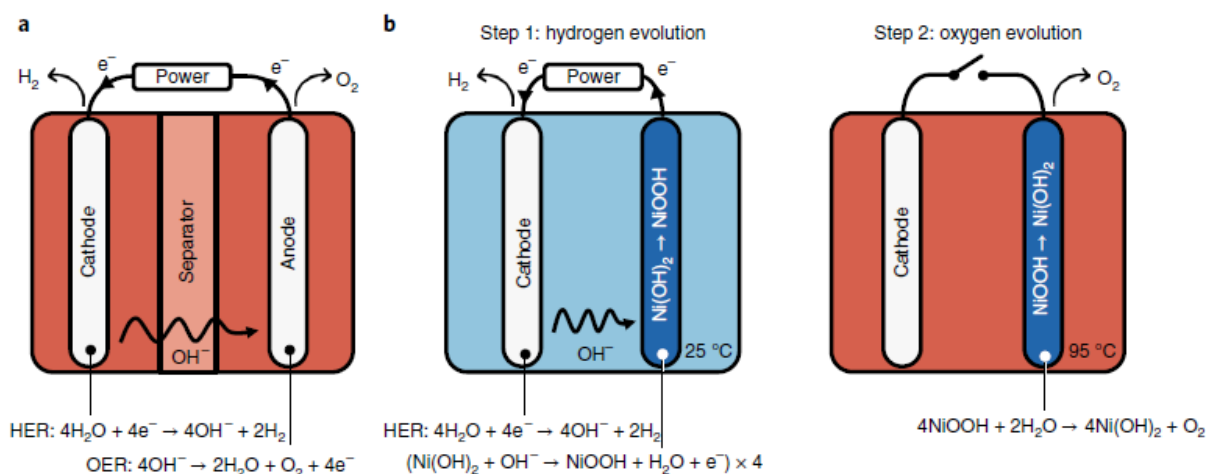 a
H₂
e⁻
Power
e⁻
O₂
Cathode
Separator
Anode
OH⁻
HER: 4H₂O + 4e⁻ → 4OH⁻ + 2H₂
OER: 4OH⁻ → 2H₂O + O₂ + 4e⁻
b
Step 1: hydrogen evolution
H₂
e⁻
Power
e⁻
Cathode
Ni(OH)₂ → NiOOH
OH⁻
25 °C
HER: 4H₂O + 4e⁻ → 4OH⁻ + 2H₂
(Ni(OH)₂ + OH⁻ → NiOOH + H₂O + e⁻) × 4
Step 2: oxygen evolution
O₂
Cathode
NiOOH → Ni(OH)₂
95 °C
4NiOOH + 2H₂O → 4Ni(OH)₂ + O₂